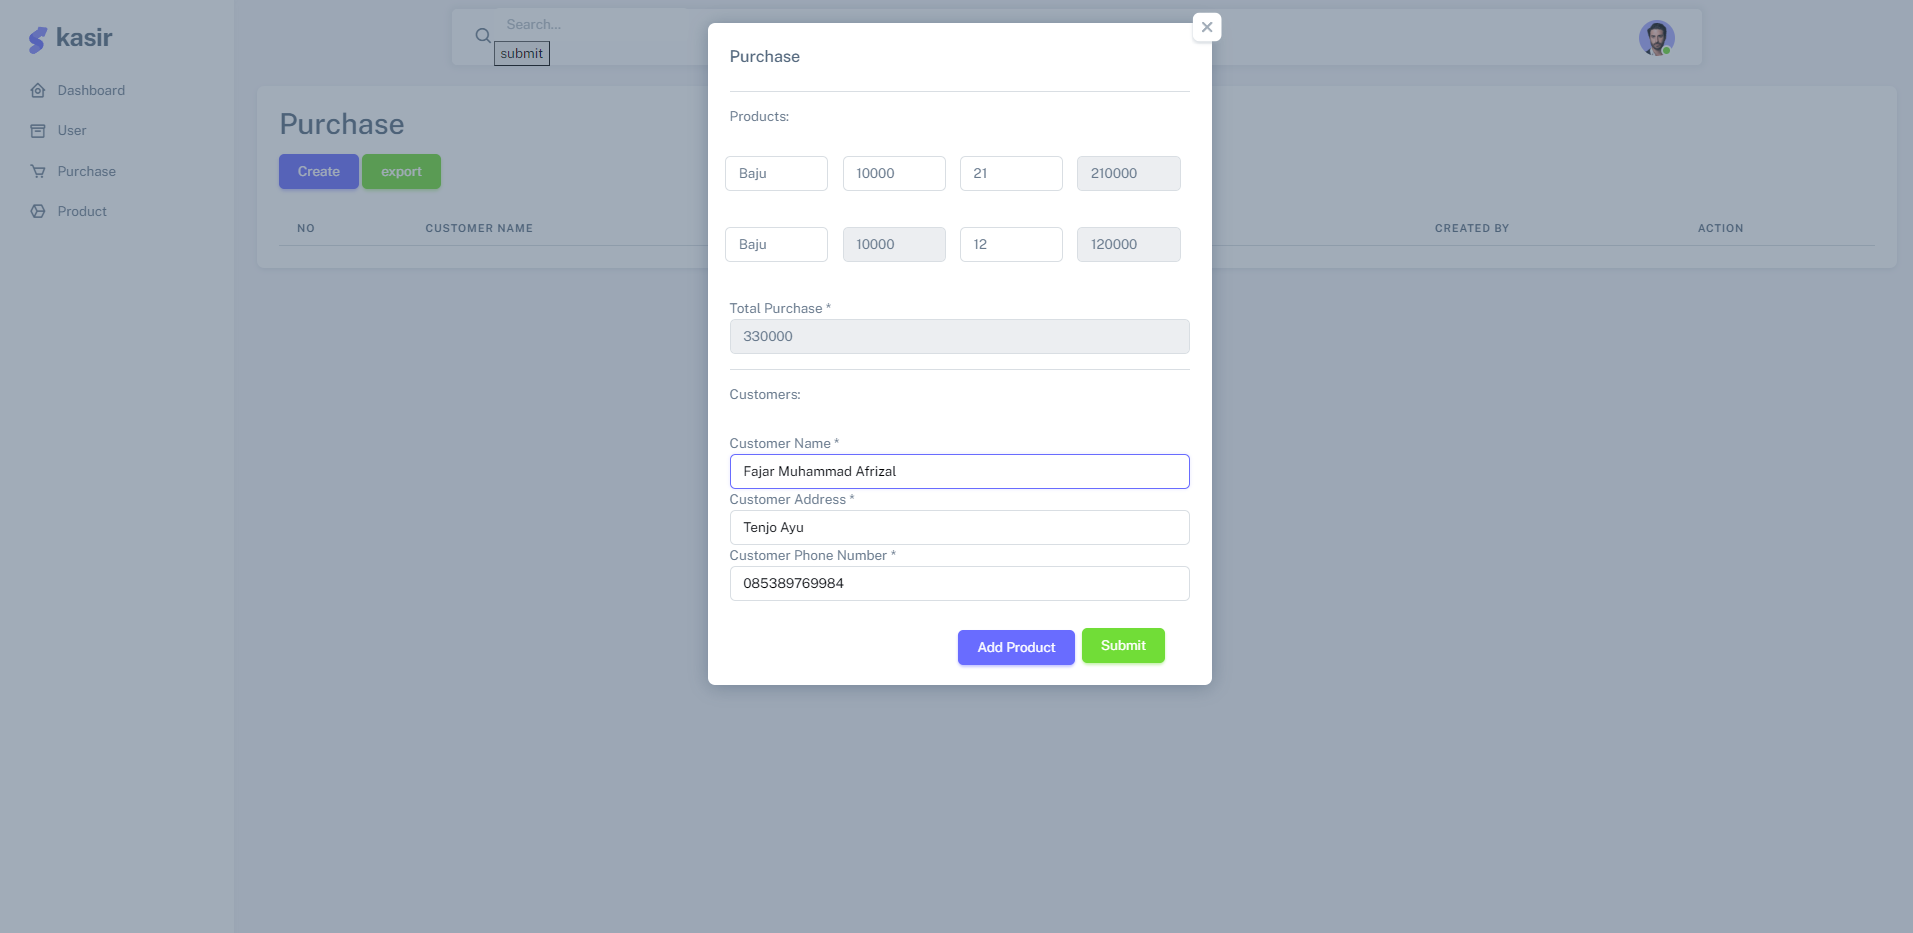 kasir
Dashboard
User
Purchase
Product
Search...
submit
Purchase
Create
export
NO
CUSTOMER NAME
CREATED BY
ACTION
Purchase
Products:
Baju
10000
21
210000
Baju
10000
12
120000
Total Purchase *
330000
Customers:
Customer Name *
Fajar Muhammad Afrizal
Customer Address *
Tenjo Ayu
Customer Phone Number *
085389769984
Add Product
Submit